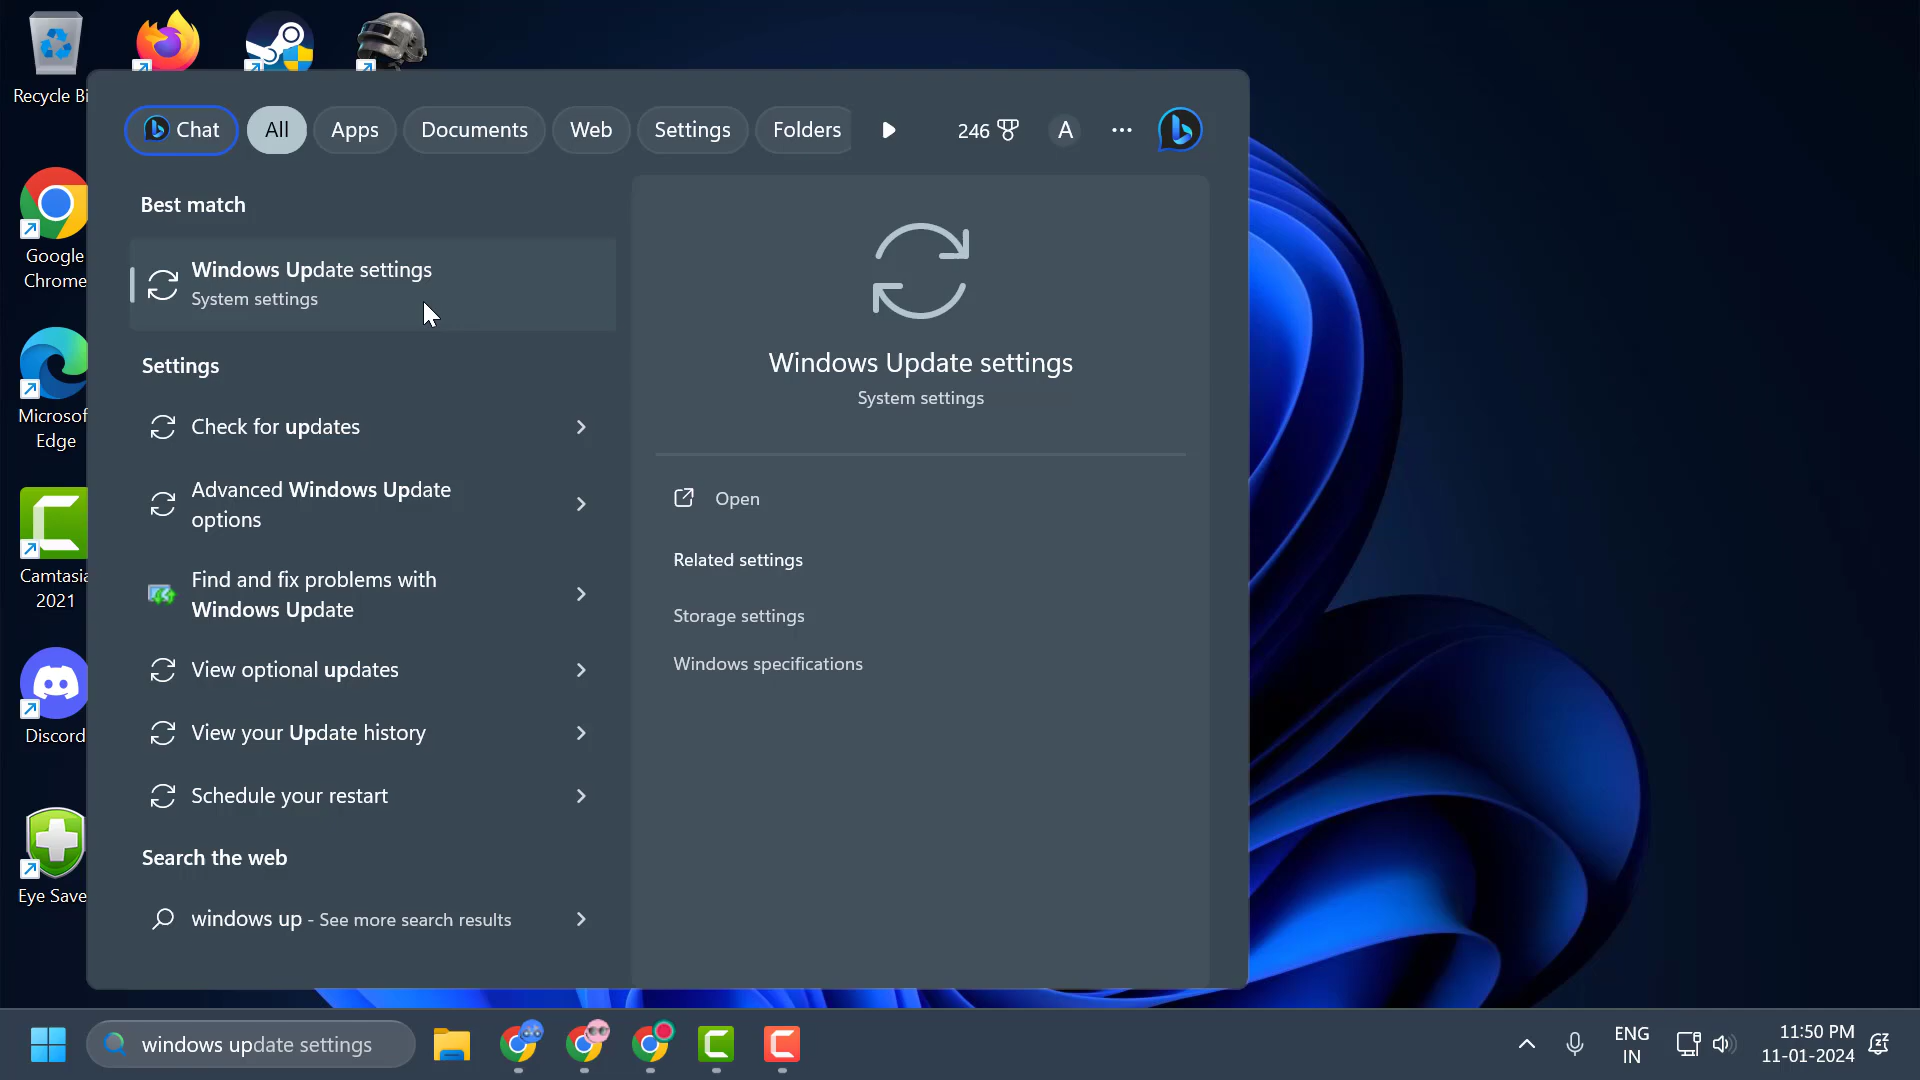 Recycle Bi
Chat
All
Apps
Documents
Web
Settings
Folders
246
A
Best match
Windows Update settings
System settings
Settings
Check for updates
Advanced Windows Update
options
Find and fix problems with
Windows Update
View optional updates
View your Update history
Schedule your restart
Search the web
windows up - See more search results
Windows Update settings
System settings
Open
Related settings
Storage settings
Windows specifications
Google
Chrome
Microsof
Edge
Camtasia
2021
Discord
Eye Save
windows update settings
ENG
IN
11:50 PM
11-01-2024